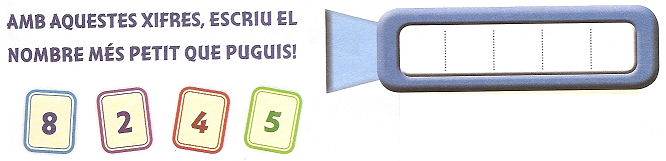 AMB AQUESTES XIFRES, ESCRIU EL
NOMBRE MÉS PETIT QUE PUGUIS!
8 2 4 5